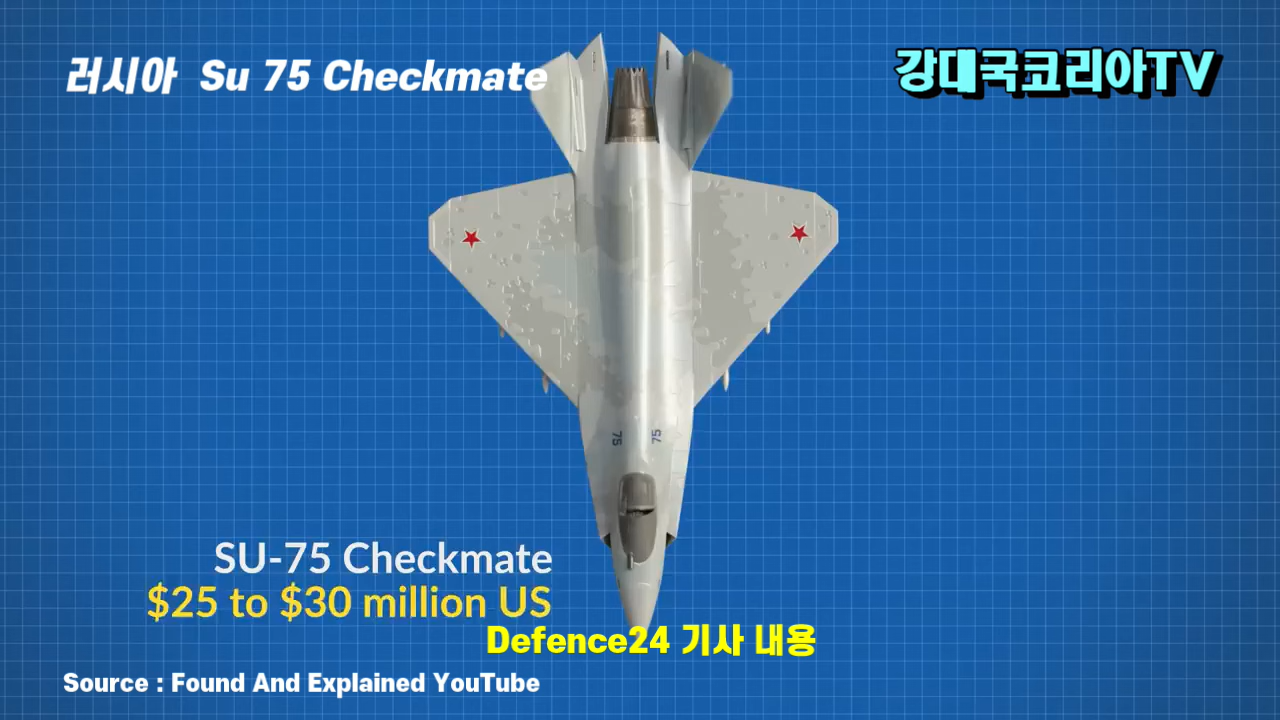 러시아 Su 75 Checkmate
강대국코리아TV
75 75
SU-75 Checkmate
$25 to $30 million US
Defence24 기사 내용
Source : Found And Explained YouTube